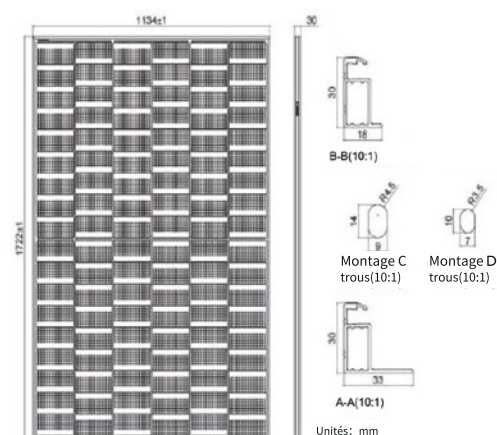 1134±1
30
1722±1
30
18
B-B(10:1)
R4.5
14
9
R3.5
10
7
Montage C
trous(10:1)
Montage D
trous(10:1)
30
33
A-A(10:1)
Unités: mm